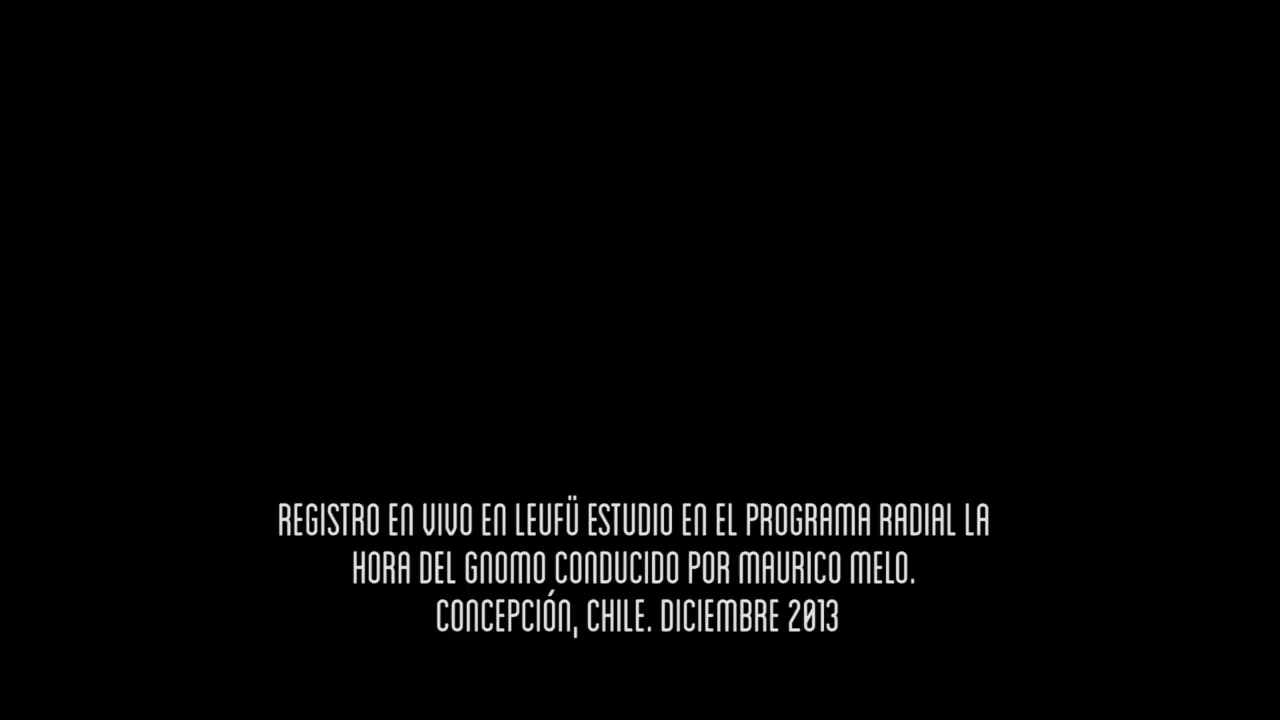 REGISTRO EN VIVO EN LEUFÜ ESTUDIO EN EL PROGRAMA RADIAL LA
HORA DEL GNOMO CONDUCIDO POR MAURICO MELO.
CONCEPCIÓN, CHILE. DICIEMBRE 2013